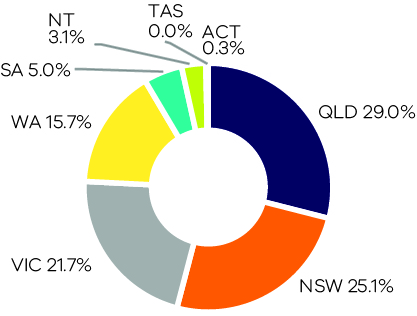 TAS
0.0%
NT
3.1%
ACT
0.3%
SA 5.0%
QLD 29.0%
WA 15.7%
VIC 21.7%
NSW 25.1%